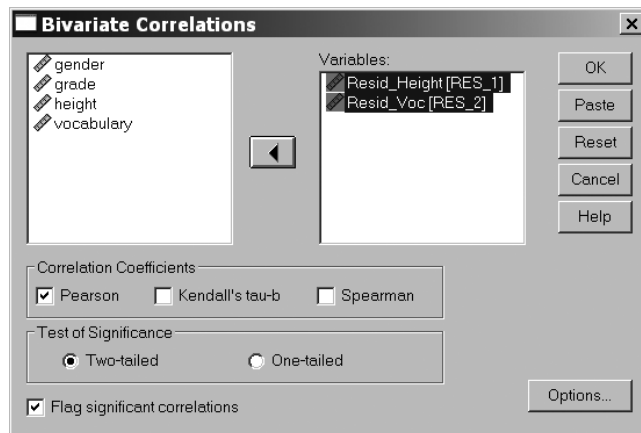 Bivariate Correlations
gender
grade
height
vocabulary
Variables:
Resid_Height [RES_1]
Resid_Voc [RES_2]
OK
Paste
Reset
Cancel
Help
Correlation Coefficients
Pearson Kendall's tau-b Spearman
Test of Significance
Two-tailed One-tailed
Flag significant correlations
Options...